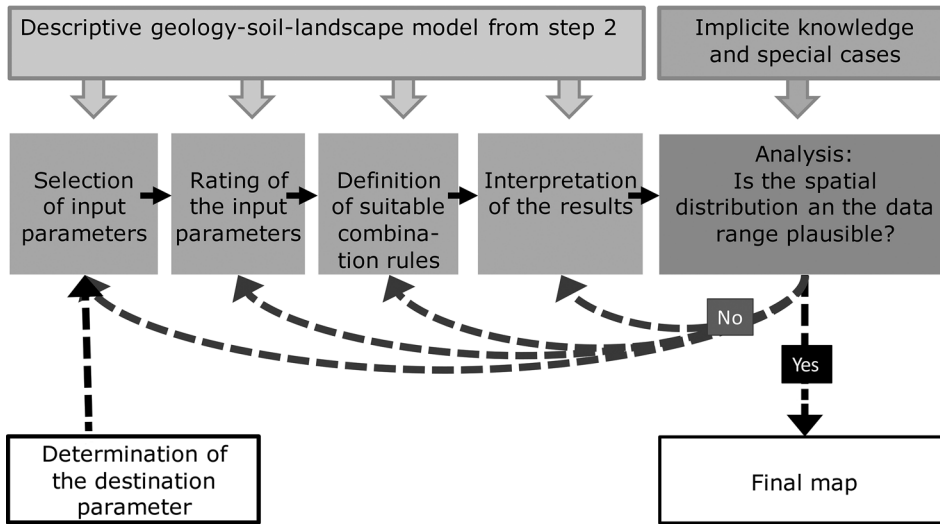 Descriptive geology-soil-landscape model from step 2
Implicite knowledge
and special cases
Selection
of input
parameters
Rating of
the input
parameters
Definition
of suitable
combina-
tion rules
Interpretation
of the results
Analysis:
Is the spatial
distribution an the data
range plausible?
No
Yes
Determination of
the destination
parameter
Final map